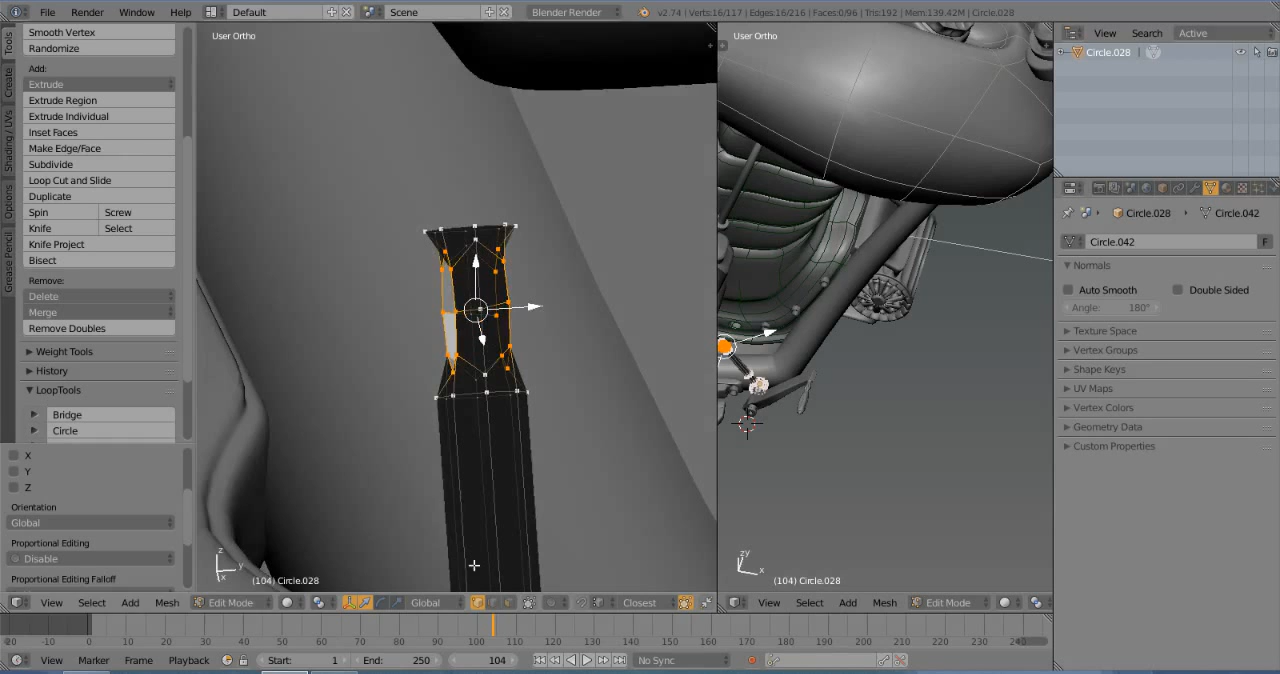 File Render Window Help Default Scene Blender Render v2.74 | Verts:16/117 | Edges:16/216 | Faces:0/96 | Tris:192 | Mem:139.42M | Circle.028
Tools
Create
Shading / UVs
Options
Grease Pencil
Smooth Vertex
Randomize
Add:
Extrude
Extrude Region
Extrude Individual
Inset Faces
Make Edge/Face
Subdivide
Loop Cut and Slide
Duplicate
Spin Screw
Knife Select
Knife Project
Bisect
Remove:
Delete
Merge
Remove Doubles
Weight Tools
History
LoopTools
Bridge
Circle
X
Y
Z
Orientation
Global
Proportional Editing
Disable
Proportional Editing Falloff
User Ortho
z
y
x
(104) Circle.028
View Select Add Mesh Edit Mode Global Closest
User Ortho
zy
x
(104) Circle.028
View Select Add Mesh Edit Mode
View Search Active
Circle.028
Circle.028 Circle.042
Circle.042 F
Normals
Auto Smooth Double Sided
Angle: 180°
Texture Space
Vertex Groups
Shape Keys
UV Maps
Vertex Colors
Geometry Data
Custom Properties
-20 -10 0 10 20 30 40 50 60 70 80 90 100 110 120 130 140 150 160 170 180 190 200 210 220 230 240
View Marker Frame Playback Start: 1 End: 250 104 No Sync